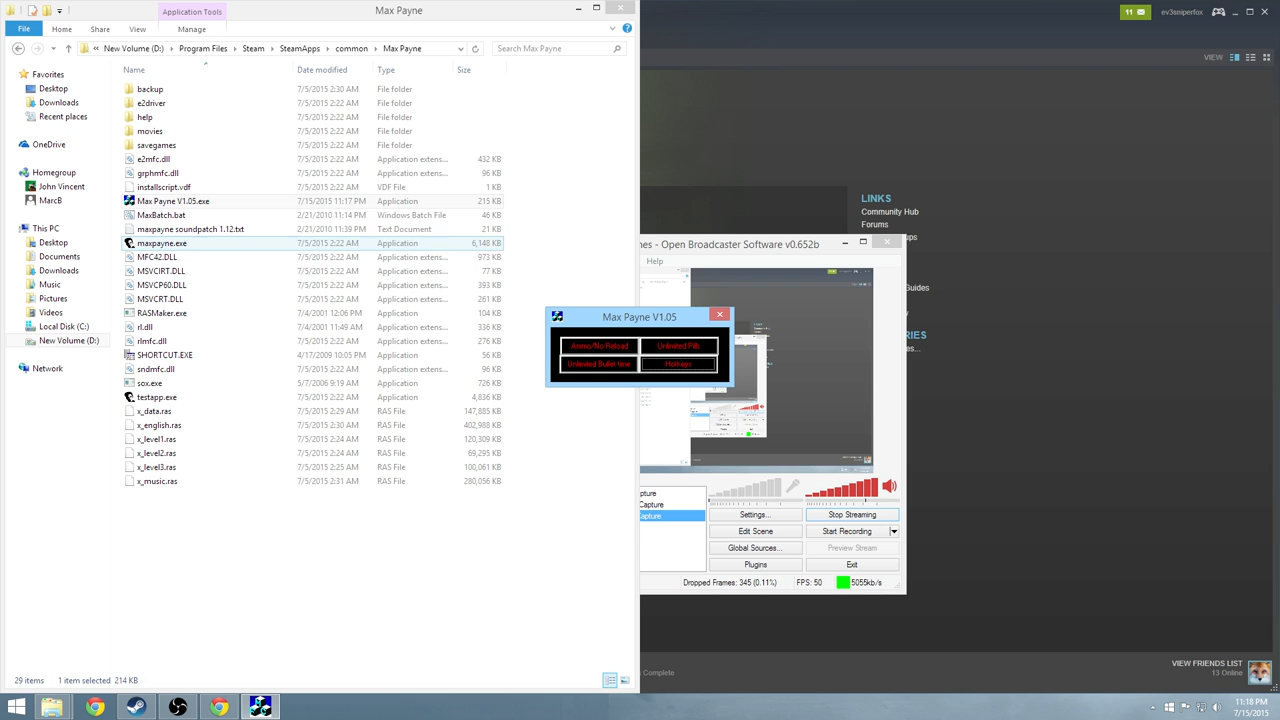 Application Tools
Max Payne
File
Home
Share
View
Manage
New Volume (D:)
Program Files
Steam
SteamApps
common
Max Payne
Search Max Payne
Name
Date modified
Type
Size
Favorites
Desktop
Downloads
Recent places
OneDrive
Homegroup
John Vincent
MarcB
This PC
Desktop
Documents
Downloads
Music
Pictures
Videos
Local Disk (C:)
New Volume (D:)
Network
backup 7/5/2015 2:30 AM File folder
e2driver 7/5/2015 2:22 AM File folder
help 7/5/2015 2:22 AM File folder
movies 7/5/2015 2:22 AM File folder
savegames 7/5/2015 2:22 AM File folder
e2mfc.dll 7/5/2015 2:22 AM Application extens... 432 KB
grphmfc.dll 7/5/2015 2:22 AM Application extens... 96 KB
installscript.vdf 7/5/2015 2:22 AM VDF File 1 KB
Max Payne V1.05.exe 7/15/2015 11:17 PM Application 215 KB
MaxBatch.bat 2/21/2010 11:14 PM Windows Batch File 46 KB
maxpayne soundpatch 1.12.txt 2/21/2010 11:19 PM Text Document 21 KB
maxpayne.exe 7/5/2015 2:22 AM Application 6,148 KB
MFC42.DLL 7/5/2015 2:22 AM Application extens... 973 KB
MSVCIRT.DLL 7/5/2015 2:22 AM Application extens... 77 KB
MSVCP60.DLL 7/5/2015 2:22 AM Application extens... 393 KB
MSVCRT.DLL 7/5/2015 2:22 AM Application extens... 261 KB
RASMaker.exe 7/4/2001 12:06 PM Application 104 KB
rl.dll 7/4/2001 11:49 AM Application extens... 336 KB
rlmfc.dll 7/5/2015 2:22 AM Application extens... 276 KB
SHORTCUT.EXE 4/17/2009 10:05 PM Application 56 KB
sndmfc.dll 7/5/2015 2:22 AM Application extens... 240 KB
sox.exe 5/7/2006 9:19 AM Application 726 KB
testapp.exe 7/5/2015 2:22 AM Application 4,836 KB
x_data.ras 7/5/2015 2:29 AM RAS File 147,885 KB
x_english.ras 7/5/2015 2:30 AM RAS File 402,988 KB
x_level1.ras 7/5/2015 2:24 AM RAS File 120,309 KB
x_level2.ras 7/5/2015 2:24 AM RAS File 69,295 KB
x_level3.ras 7/5/2015 2:25 AM RAS File 100,061 KB
x_music.ras 7/5/2015 2:31 AM RAS File 280,056 KB
29 items
1 item selected 214 KB
Max Payne V1.05
Ammo/No Reload
Unlimited Pills
Unlimited Bullet time
Hotkeys
11
ev3sniperfox
VIEW
LINKS
Community Hub
Forums
ups
Guides
RIES
...
nes - Open Broadcaster Software v0.652b
Help
pture
Capture
Capture
Settings...
Stop Streaming
Edit Scene
Start Recording
Global Sources...
Preview Stream
Plugins
Exit
Dropped Frames: 345 (0.11%)
FPS: 50
5055kb/s
Complete
VIEW FRIENDS LIST
13 Online
11:18 PM
7/15/2015